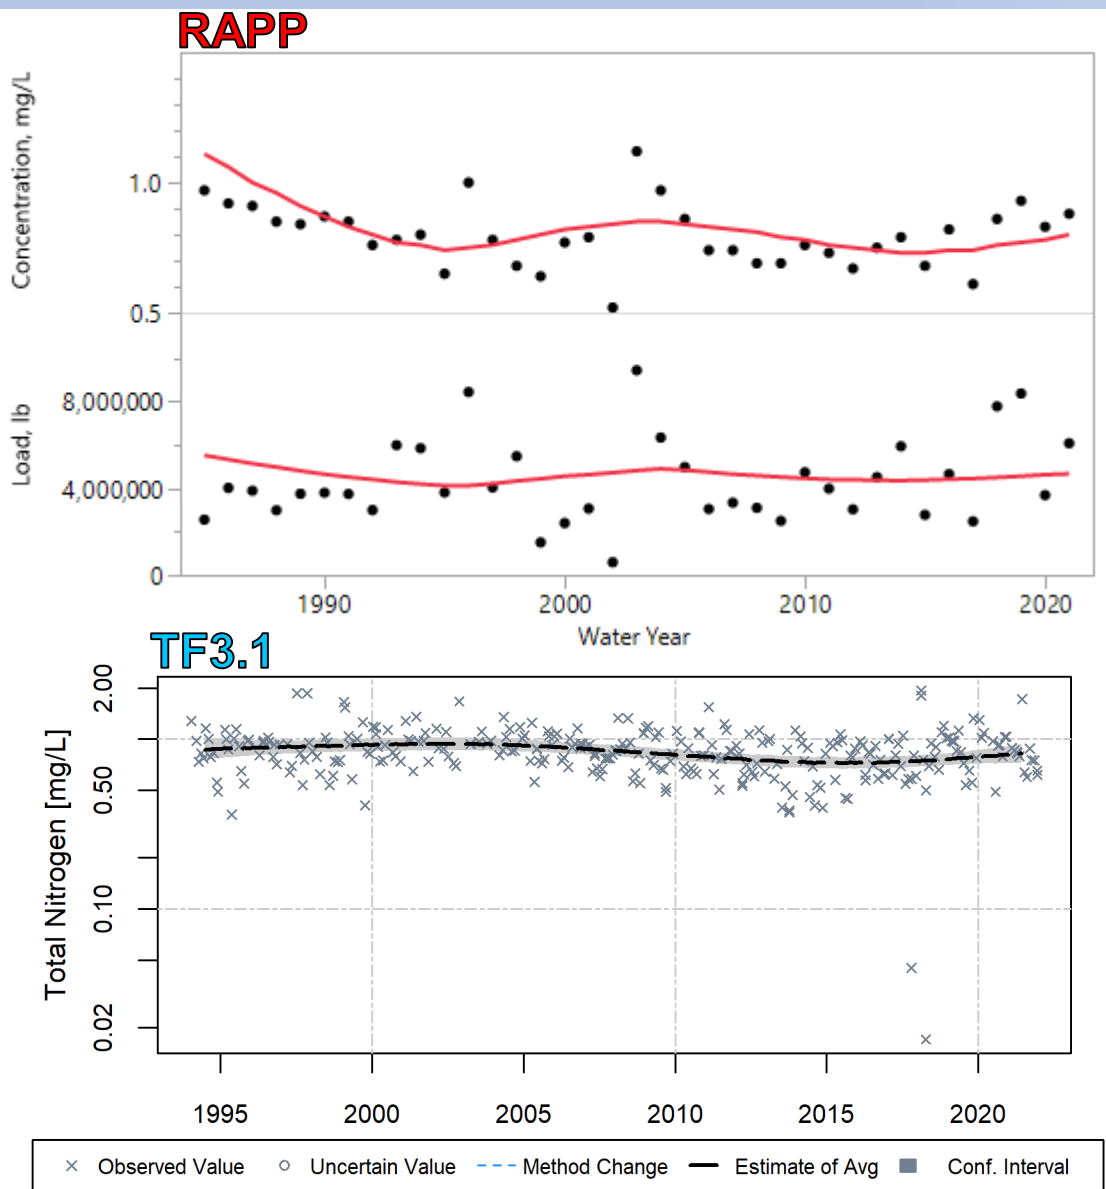 RAPP
Concentration, mg/L
1.0
0.5
Load, lb
8,000,000
4,000,000
0
1990 2000 2010 2020
Water Year
TF3.1
Total Nitrogen [mg/L]
2.00
0.50
0.10
0.02
1995 2000 2005 2010 2015 2020
Observed Value Uncertain Value Method Change Estimate of Avg Conf. Interval